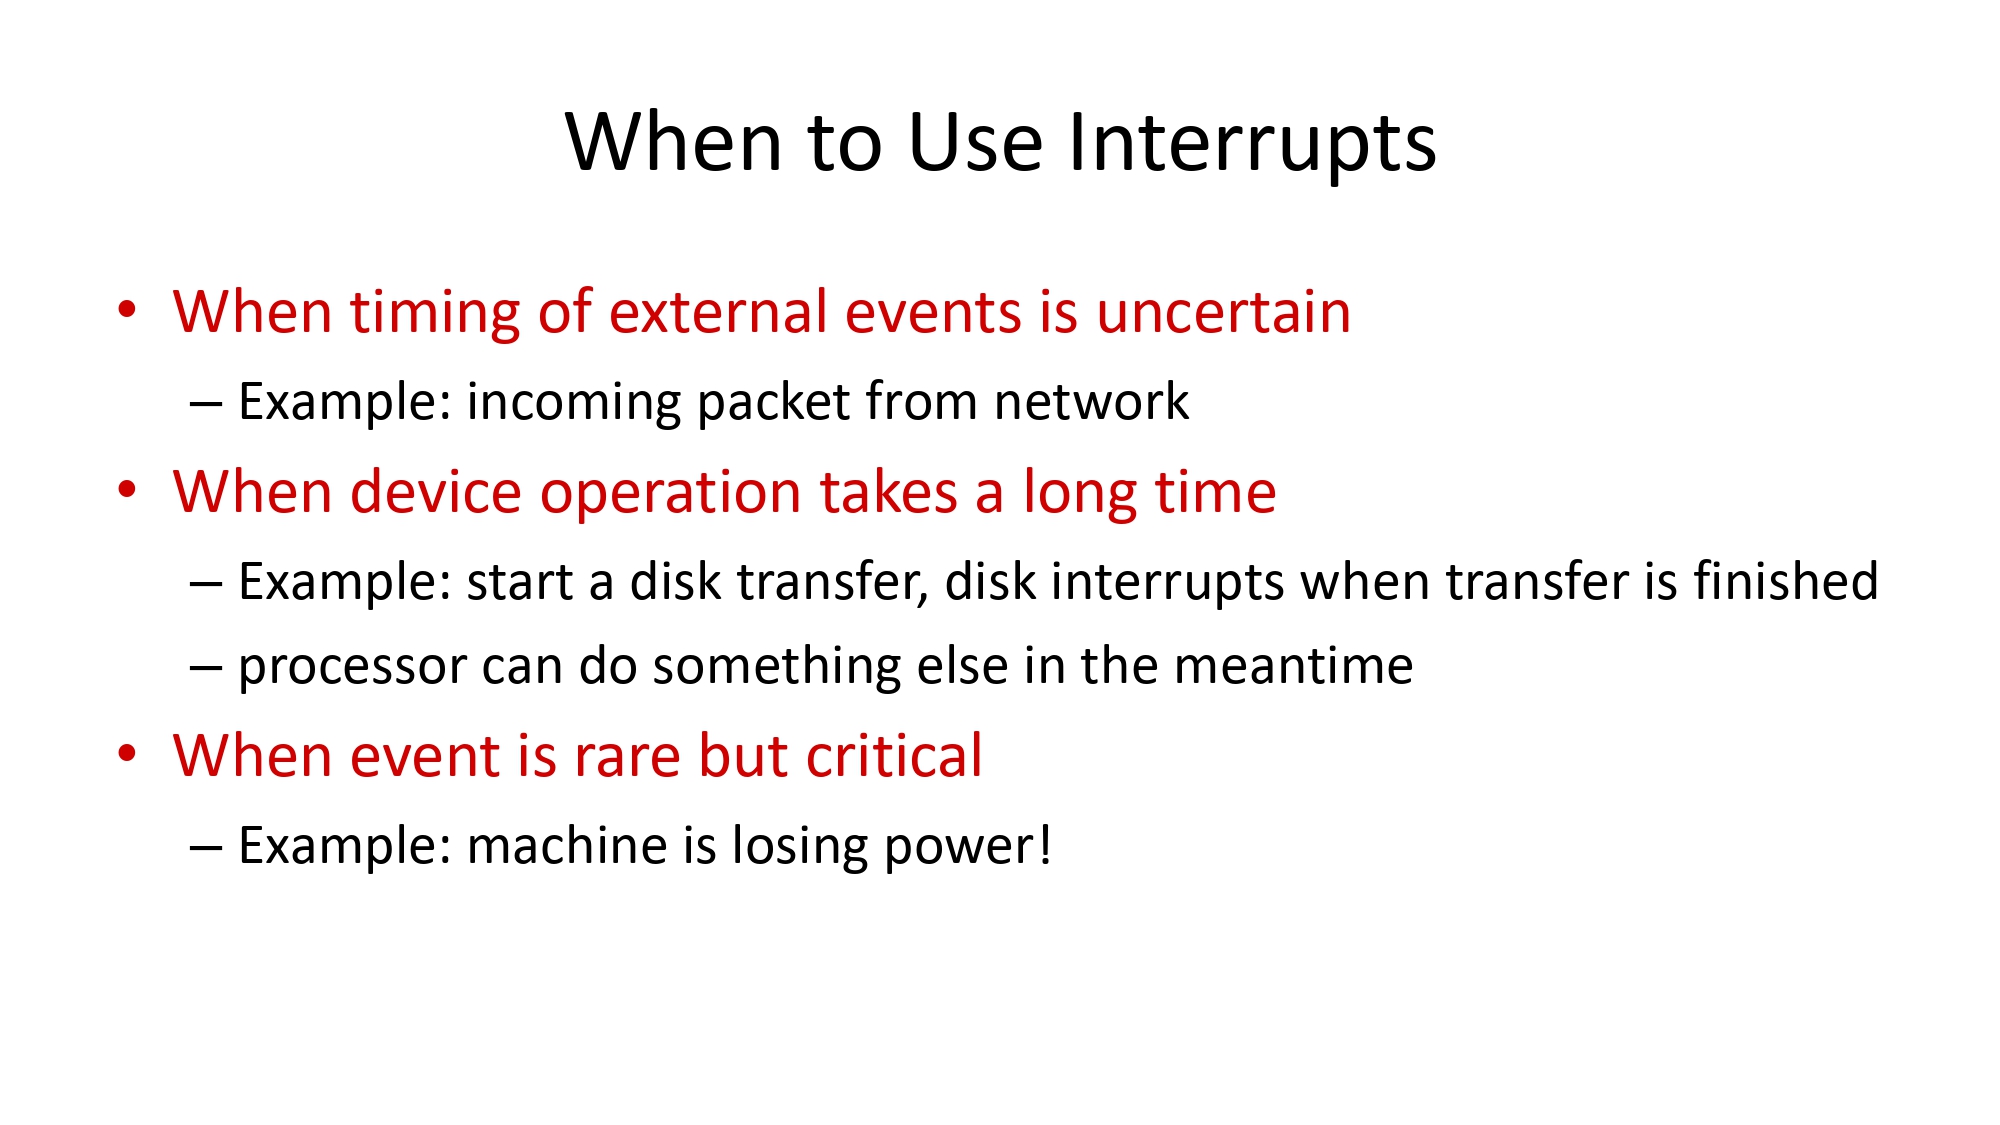 When to Use Interrupts
• When timing of external events is uncertain
– Example: incoming packet from network
• When device operation takes a long time
– Example: start a disk transfer, disk interrupts when transfer is finished
– processor can do something else in the meantime
• When event is rare but critical
– Example: machine is losing power!